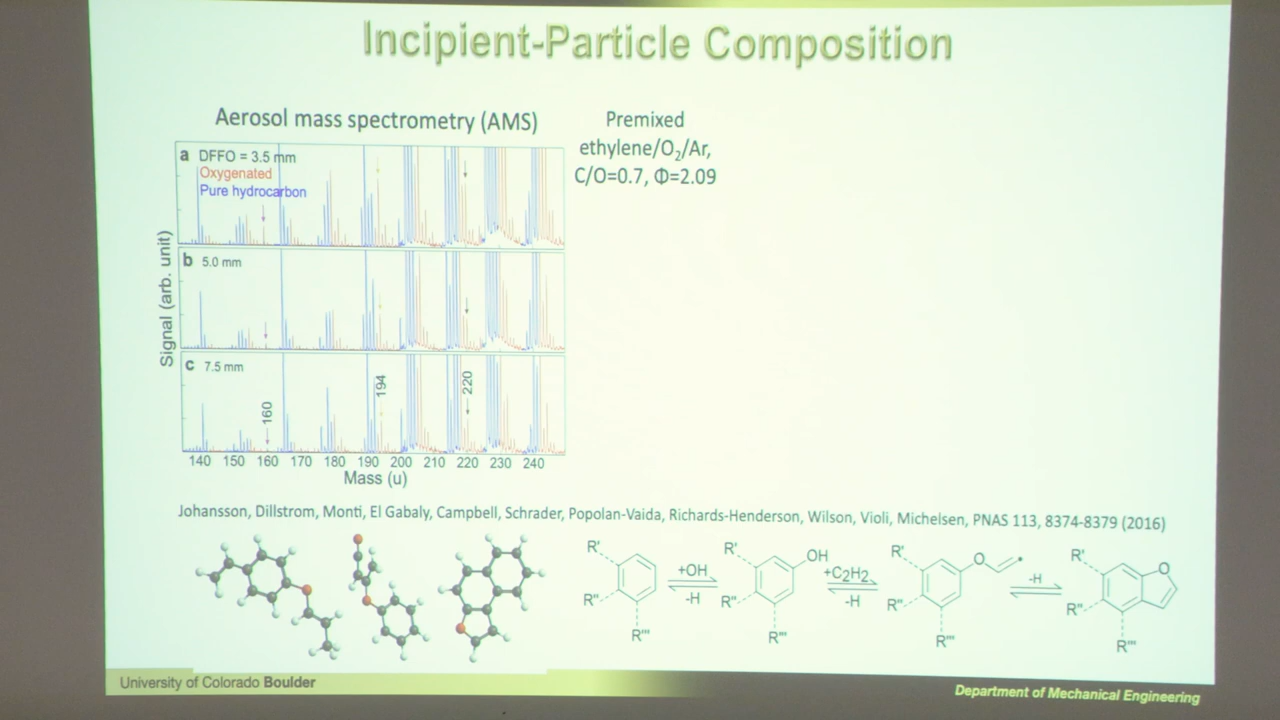 Incipient-Particle Composition
Aerosol mass spectrometry (AMS)
Premixed
ethylene/O₂/Ar,
C/O=0.7, Φ=2.09
a DFFO = 3.5 mm
Oxygenated
Pure hydrocarbon
b 5.0 mm
c 7.5 mm
160
194
220
Signal (arb. unit)
140 150 160 170 180 190 200 210 220 230 240
Mass (u)
Johansson, Dillstrom, Monti, El Gabaly, Campbell, Schrader, Popolan-Vaida, Richards-Henderson, Wilson, Violi, Michelsen, PNAS 113, 8374-8379 (2016)
R' R'' R'''
+OH
-H
R' OH R'' R'''
+C2H2
-H
R' O R'' R'''
-H
R' O R'' R'''
University of Colorado Boulder
Department of Mechanical Engineering